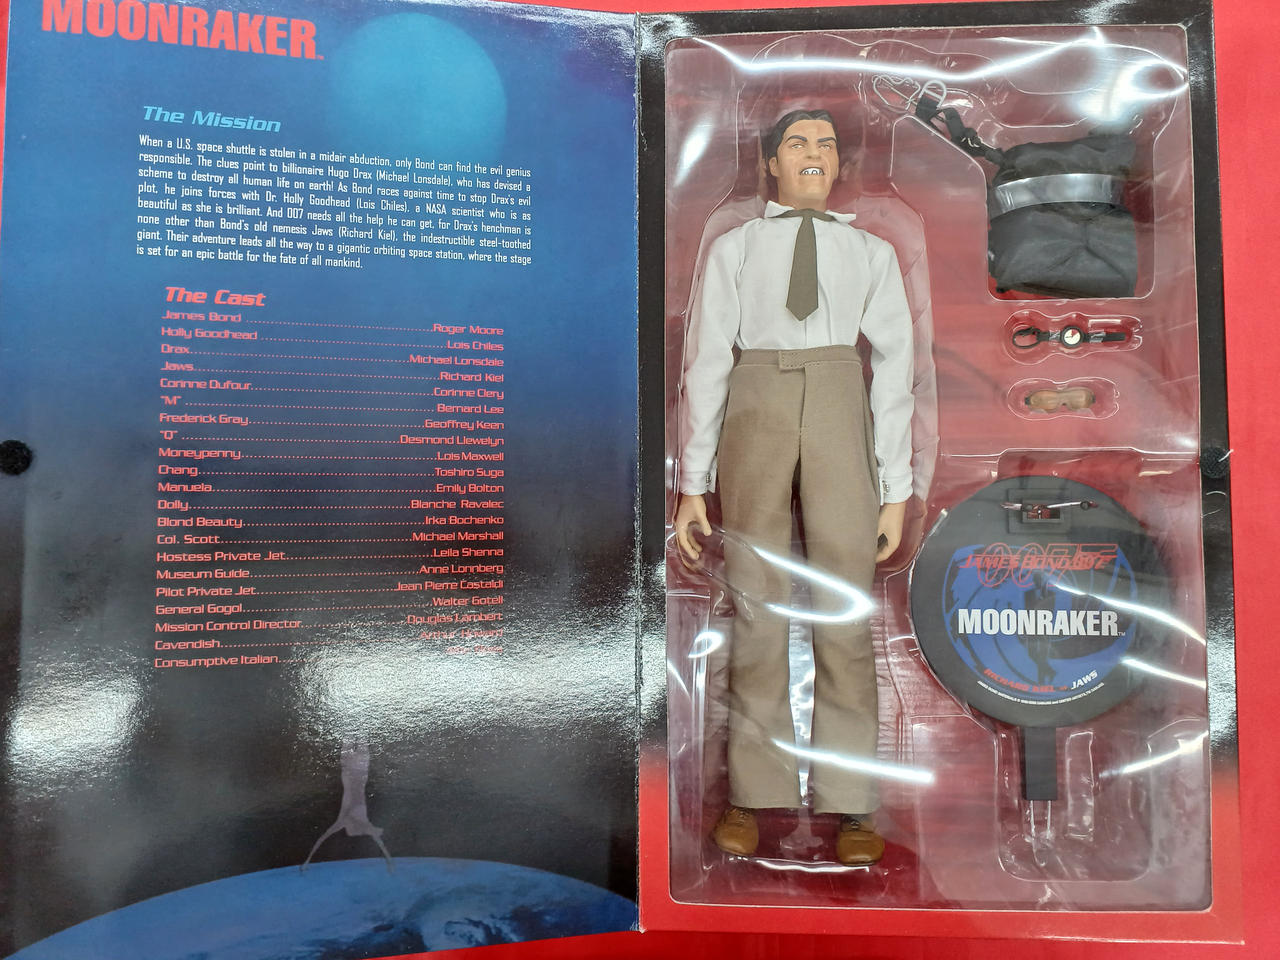 MOONRAKER™
The Mission
When a U.S. space shuttle is stolen in a midair abduction, only Bond can find the evil genius
responsible. The clues point to billionaire Hugo Drax (Michael Lonsdale), who has devised a
scheme to destroy all human life on earth! As Bond races against time to stop Drax's evil
plot, he joins forces with Dr. Holly Goodhead (Lois Chiles), a NASA scientist who is as
beautiful as she is brilliant. And 007 needs all the help he can get, for Drax's henchman is
none other than Bond's old nemesis Jaws (Richard Kiel), the indestructible steel-toothed
giant. Their adventure leads all the way to a gigantic orbiting space station, where the stage
is set for an epic battle for the fate of all mankind.
The Cast
James Bond ........ Roger Moore
Holly Goodhead ........ Lois Chiles
Drax ........ Michael Lonsdale
Jaws ........ Richard Kiel
Corinne Dufour ........ Corinne Clery
"M" ........ Bernard Lee
Frederick Gray ........ Geoffrey Keen
"Q" ........ Desmond Llewelyn
Moneypenny ........ Lois Maxwell
Chang ........ Toshiro Suga
Manuela ........ Emily Bolton
Dolly ........ Blanche Ravalec
Blond Beauty ........ Irka Bochenko
Col. Scott ........ Michael Marshall
Hostess Private Jet ........ Leila Shenna
Museum Guide ........ Anne Lonnberg
Pilot Private Jet ........ Jean Pierre Castaldi
General Gogol ........ Walter Gotell
Mission Control Director ........ Douglas Lambert
Cavendish ........ Arthur Howard
Consumptive Italian ........
007
JAMES BOND
MOONRAKER™
RICHARD KIEL as JAWS